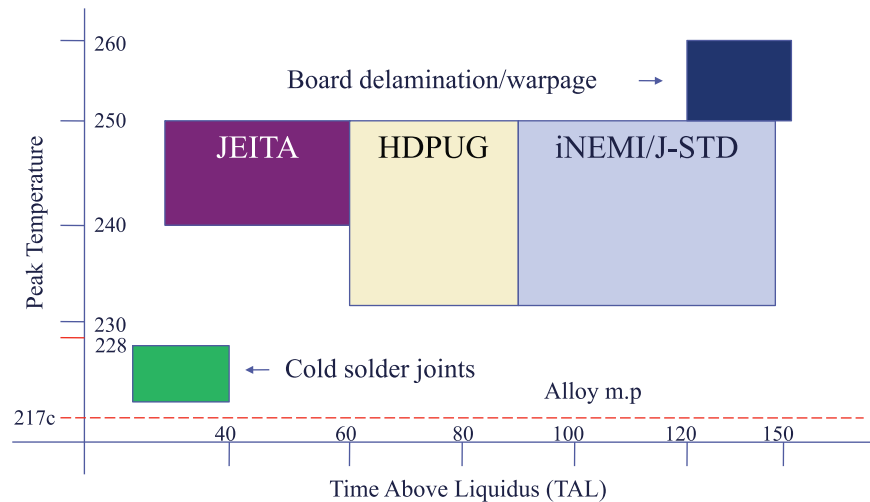 260
Board delamination/warpage
250
JEITA
HDPUG
iNEMI/J-STD
Peak Temperature
240
230
228
Cold solder joints
Alloy m.p
217c
40
60
80
100
120
150
Time Above Liquidus (TAL)